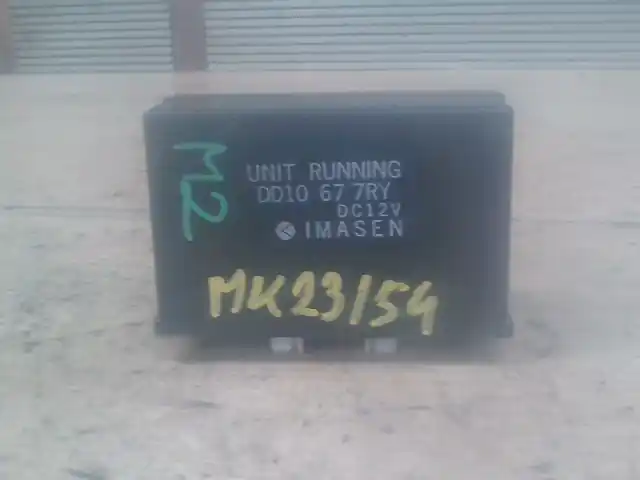 M2
UNIT RUNNING
DD10 67 7RY
DC12V
IMASEN
MK23/54